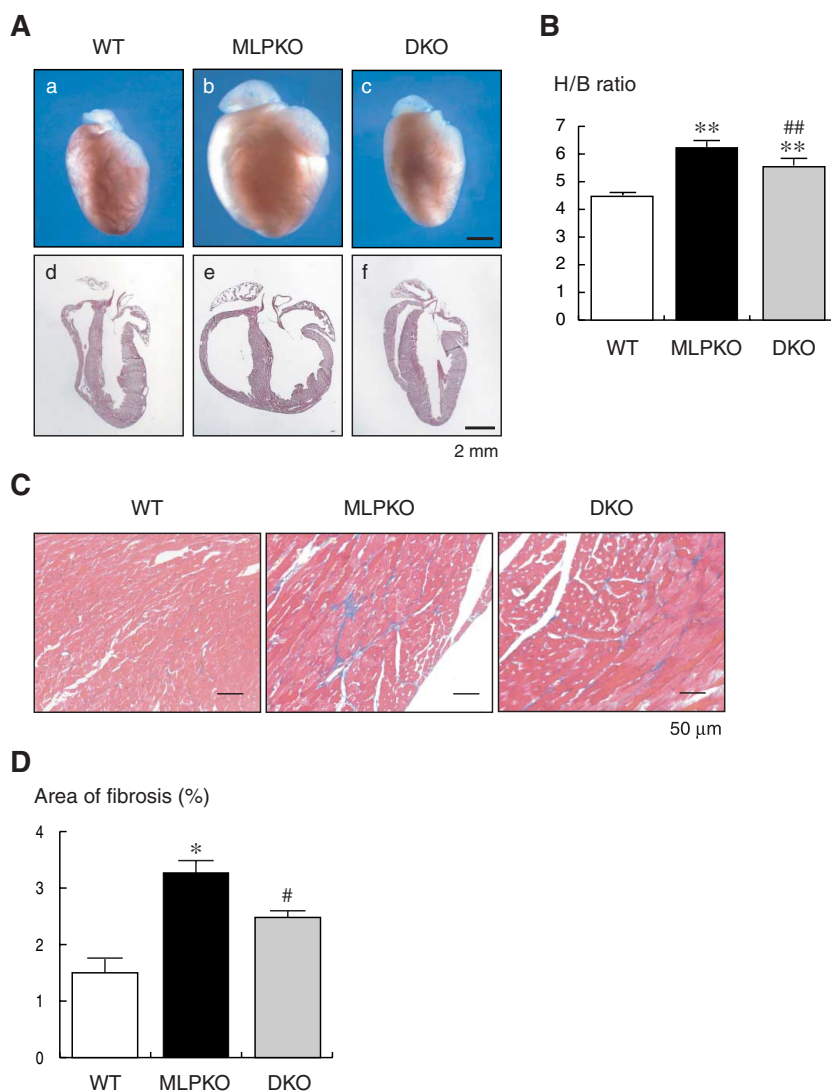 A
WT MLPKO DKO
a b c
d e f
2 mm
B
H/B ratio
7
6
5
4
3
2
1
0
** ## **
WT MLPKO DKO
C
WT MLPKO DKO
50 μm
D
Area of fibrosis (%)
4
3
2
1
0
* #
WT MLPKO DKO